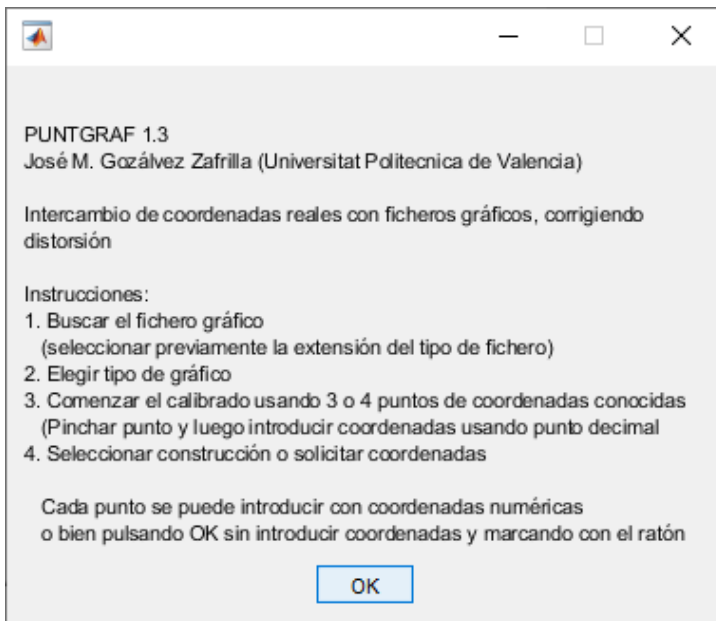 PUNTGRAF 1.3
José M. Gozálvez Zafrilla (Universitat Politecnica de Valencia)
Intercambio de coordenadas reales con ficheros gráficos, corrigiendo
distorsión
Instrucciones:
1. Buscar el fichero gráfico
(seleccionar previamente la extensión del tipo de fichero)
2. Elegir tipo de gráfico
3. Comenzar el calibrado usando 3 o 4 puntos de coordenadas conocidas
(Pinchar punto y luego introducir coordenadas usando punto decimal
4. Seleccionar construcción o solicitar coordenadas
Cada punto se puede introducir con coordenadas numéricas
o bien pulsando OK sin introducir coordenadas y marcando con el ratón
OK